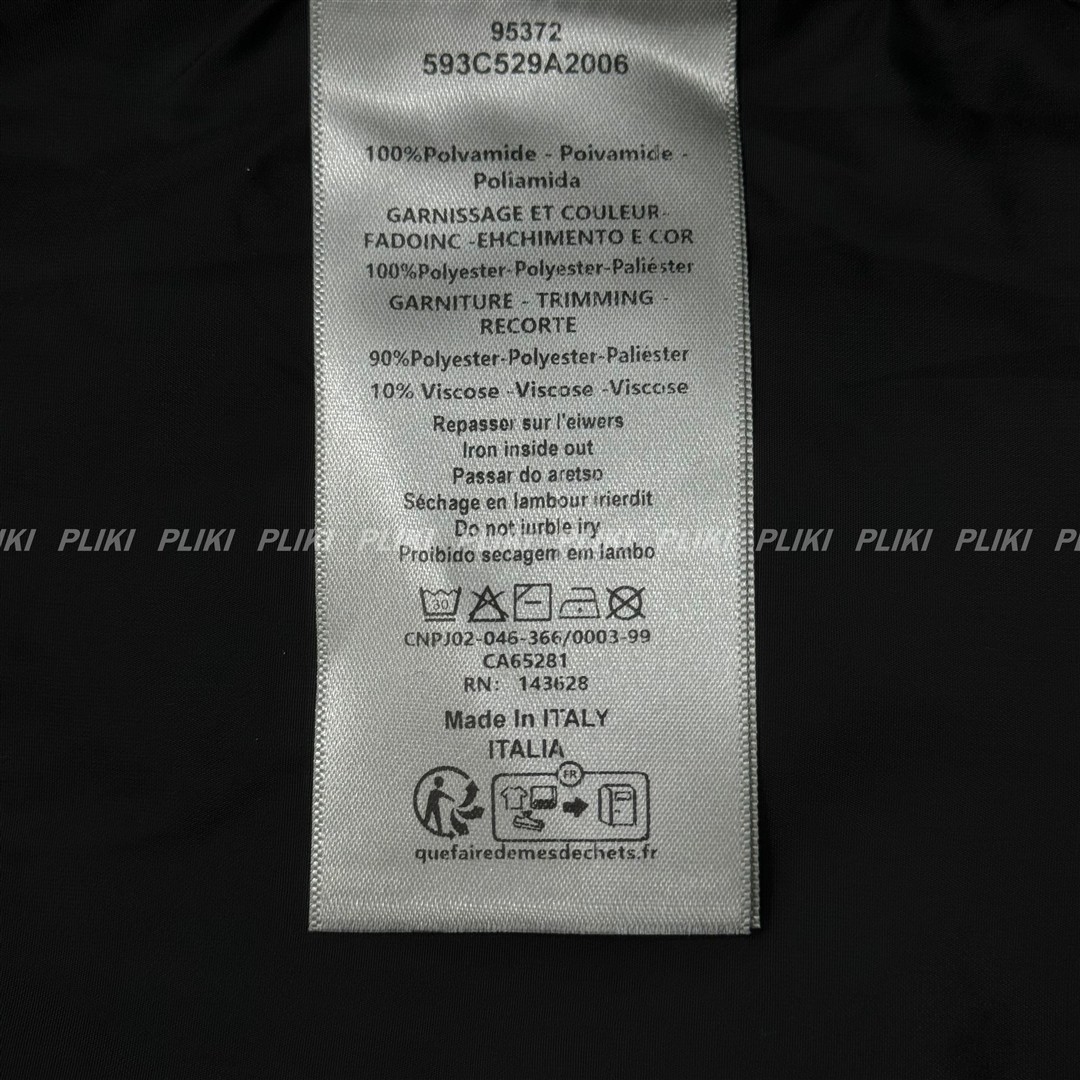 95372
593C529A2006
100%Polvamide - Poivamide -
Poliamida
GARNISSAGE ET COULEUR-
FADOINC -EHCHIMENTO E COR
100%Polyester-Polyester-Paliéster
GARNITURE - TRIMMING -
RECORTE
90%Polyester-Polyester-Paliéster
10% Viscose -Viscose -Viscose
Repasser sur l'eiwers
Iron inside out
Passar do aretso
Séchage en lambour irierdit
Do not iurble iry
Proibido secagem em lambo
IKI PLIKI PLIKI PLIKI PLIKI PLIKI PLIKI PLIKI PLIKI PLIKI PL
30
CNPJ02-046-366/0003-99
CA65281
RN: 143628
Made In ITALY
ITALIA
FR
quefairedemesdechets.fr